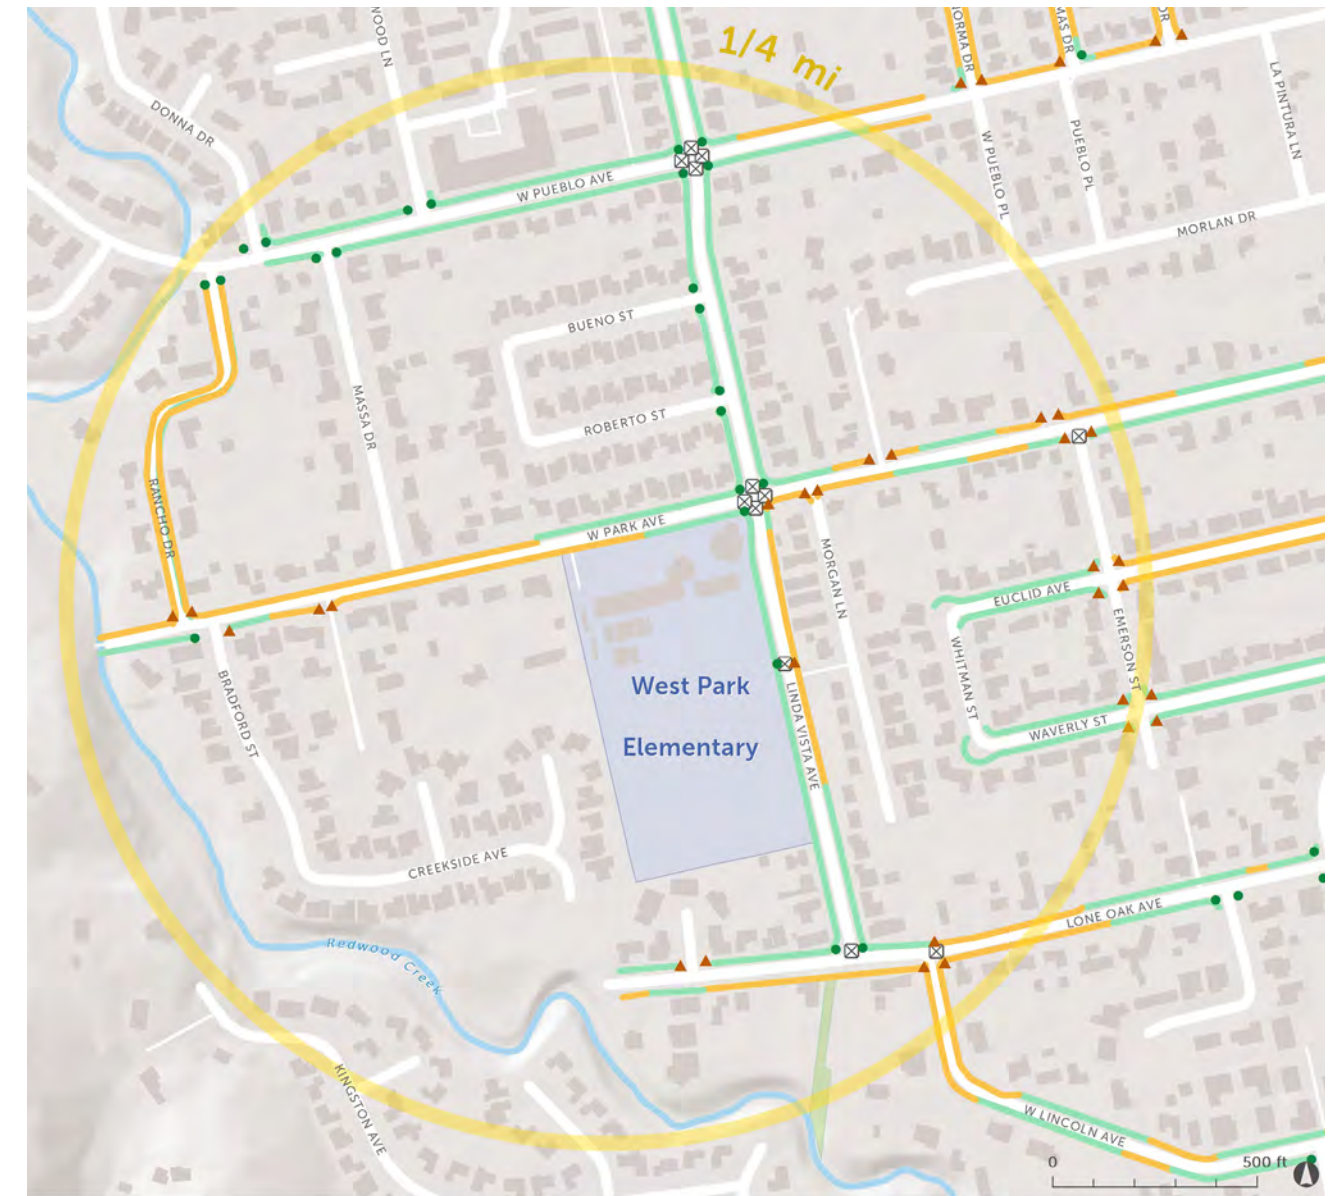 WOOD LN
1/4 mi
NORMA DR
MAS DR
DR
LA PINTURA LN
DONNA DR
W PUEBLO AVE
W PUEBLO PL
PUEBLO PL
MORLAN DR
BUENO ST
MASSA DR
ROBERTO ST
RANCHO DR
W PARK AVE
MORGAN LN
EUCLID AVE
EMERSON ST
WHITMAN ST
BRADFORD ST
West Park
Elementary
LINDA VISTA AVE
WAVERLY ST
CREEKSIDE AVE
LONE OAK AVE
Redwood Creek
KINGSTON AVE
W LINCOLN AVE
0 500 ft